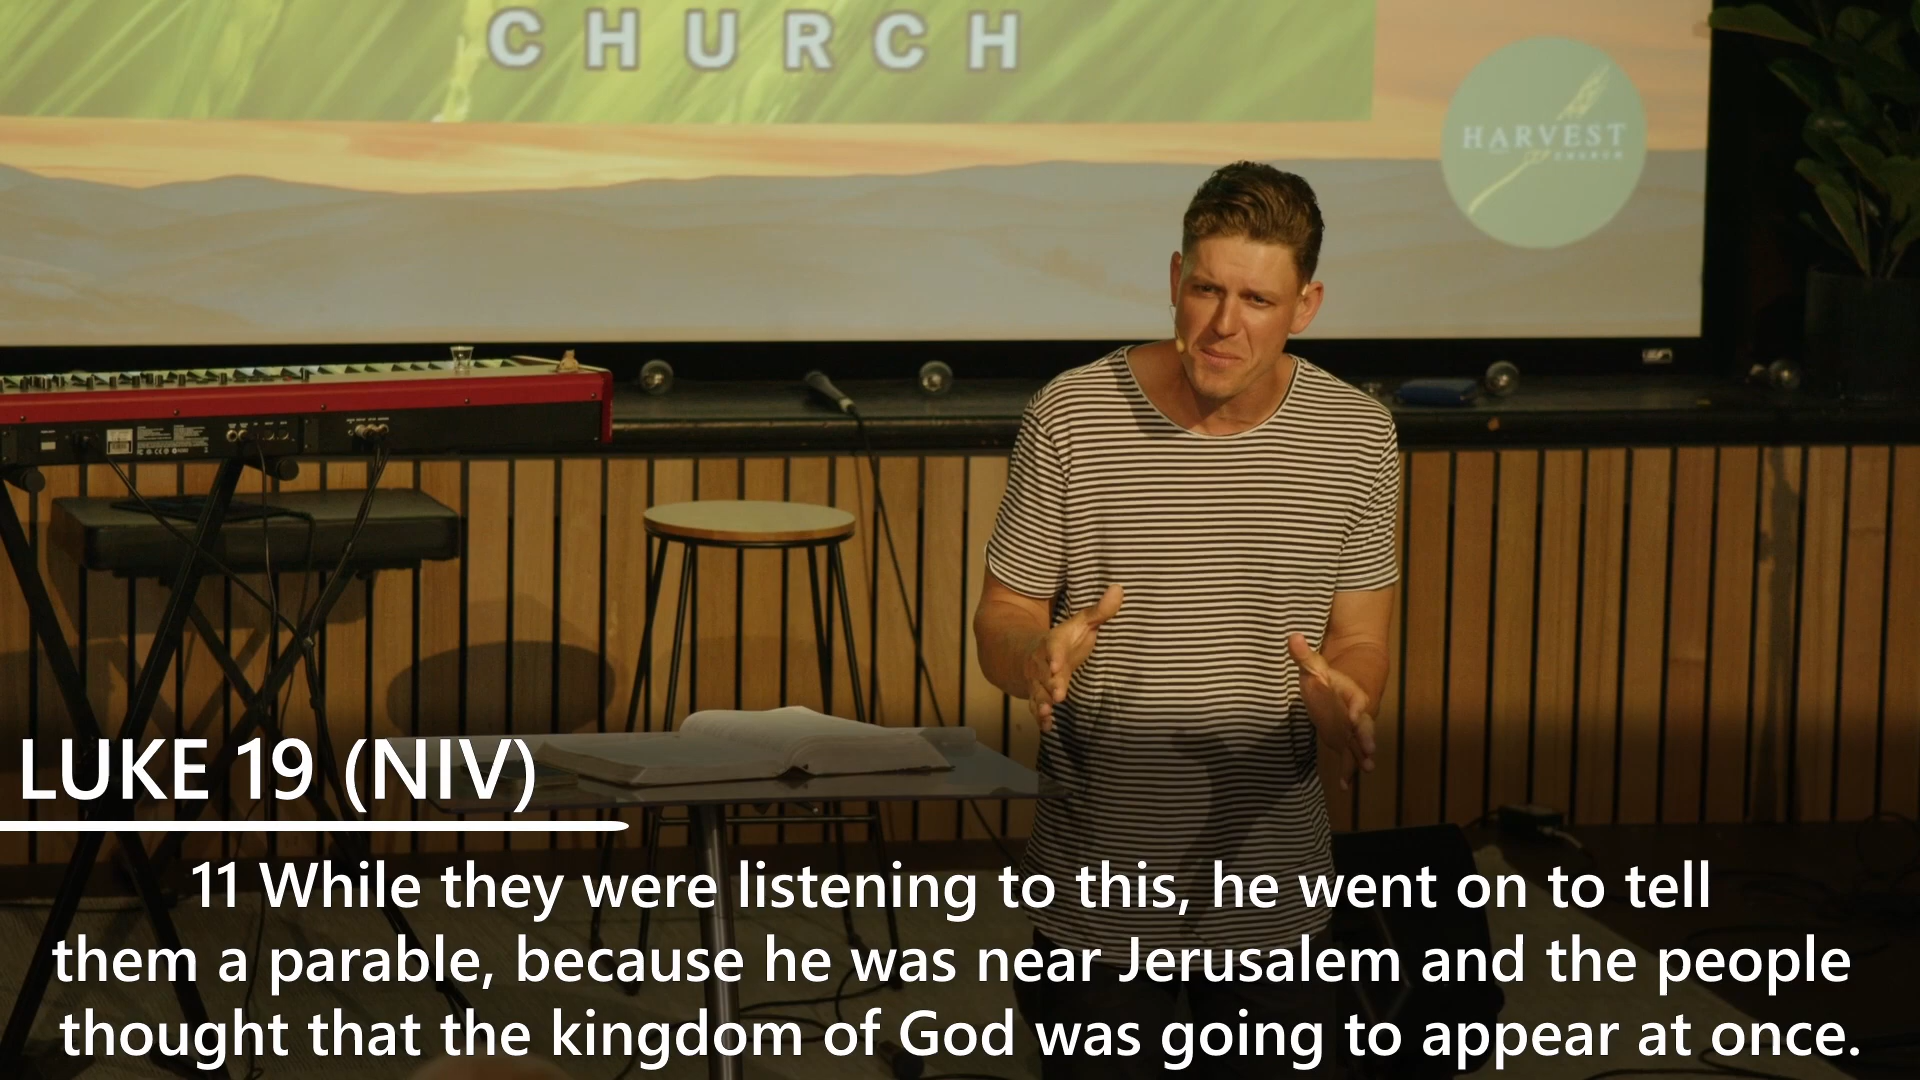 CHURCH
HARVEST
CHURCH
LUKE 19 (NIV)
11 While they were listening to this, he went on to tell
them a parable, because he was near Jerusalem and the people
thought that the kingdom of God was going to appear at once.